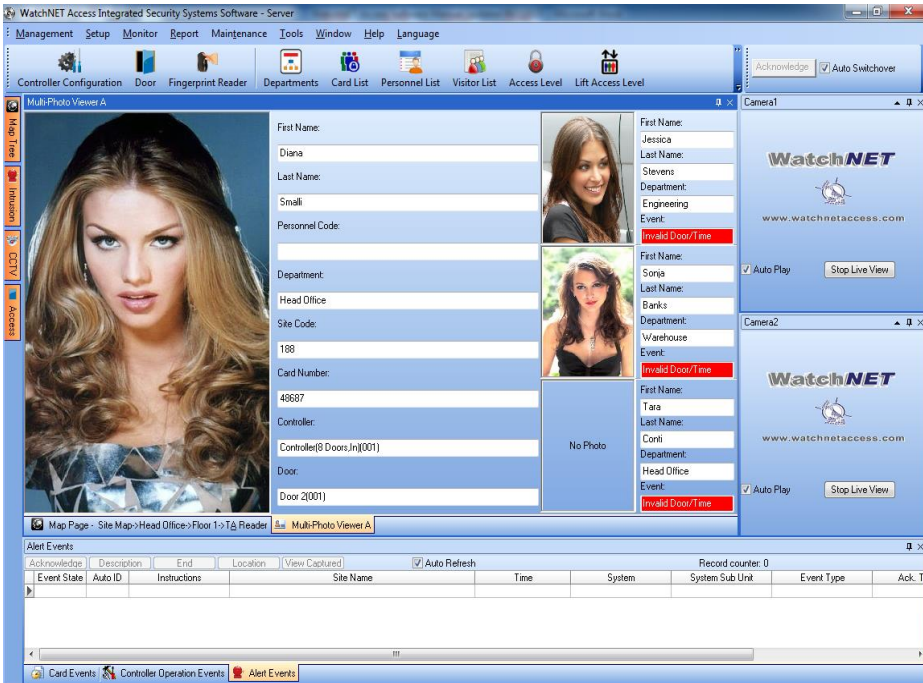 WatchNET Access Integrated Security Systems Software - Server
Management Setup Monitor Report Maintenance Tools Window Help Language
Controller Configuration Door Fingerprint Reader Departments Card List Personnel List Visitor List Access Level Lift Access Level
Acknowledge Auto Switchover
Map Tree
Intrusion
CCTV
Access
Multi-Photo Viewer A
First Name:
Diana
Last Name:
Smalli
Personnel Code:
Department:
Head Office
Site Code:
188
Card Number:
48687
Controller:
Controller(8 Doors,In)(001)
Door:
Door 2(001)
First Name:
Jessica
Last Name:
Stevens
Department:
Engineering
Event:
Invalid Door/Time
First Name:
Sonja
Last Name:
Banks
Department:
Warehouse
Event:
Invalid Door/Time
No Photo
First Name:
Tara
Last Name:
Conti
Department:
Head Office
Event:
Invalid Door/Time
Camera1
WatchNET
www.watchnetaccess.com
Auto Play Stop Live View
Camera2
WatchNET
www.watchnetaccess.com
Auto Play Stop Live View
Map Page - Site Map->Head Office->Floor 1->TA Reader Multi-Photo Viewer A
Alert Events
Acknowledge Description End Location View Captured Auto Refresh Record counter: 0
Event State Auto ID Instructions Site Name Time System System Sub Unit Event Type Ack. T
Card Events Controller Operation Events Alert Events